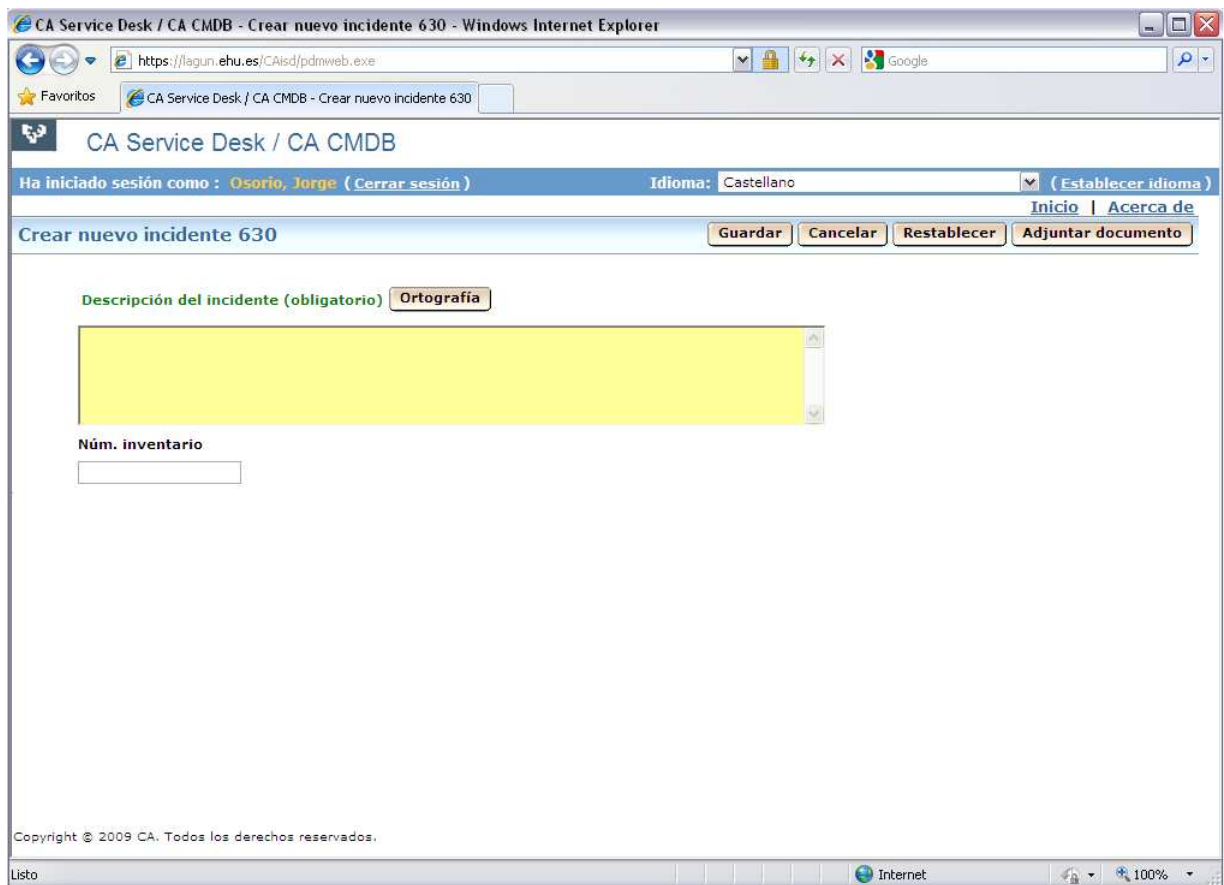 CA Service Desk / CA CMDB - Crear nuevo incidente 630 - Windows Internet Explorer
https://lagun.ehu.es/CAisd/pdmweb.exe
Google
Favoritos
CA Service Desk / CA CMDB - Crear nuevo incidente 630
CA Service Desk / CA CMDB
Ha iniciado sesión como : Osorio, Jorge ( Cerrar sesión ) Idioma: Castellano ( Establecer idioma )
Inicio | Acerca de
Crear nuevo incidente 630 Guardar Cancelar Restablecer Adjuntar documento
Descripción del incidente (obligatorio) Ortografía
Núm. inventario
Copyright © 2009 CA. Todos los derechos reservados.
Listo Internet 100%